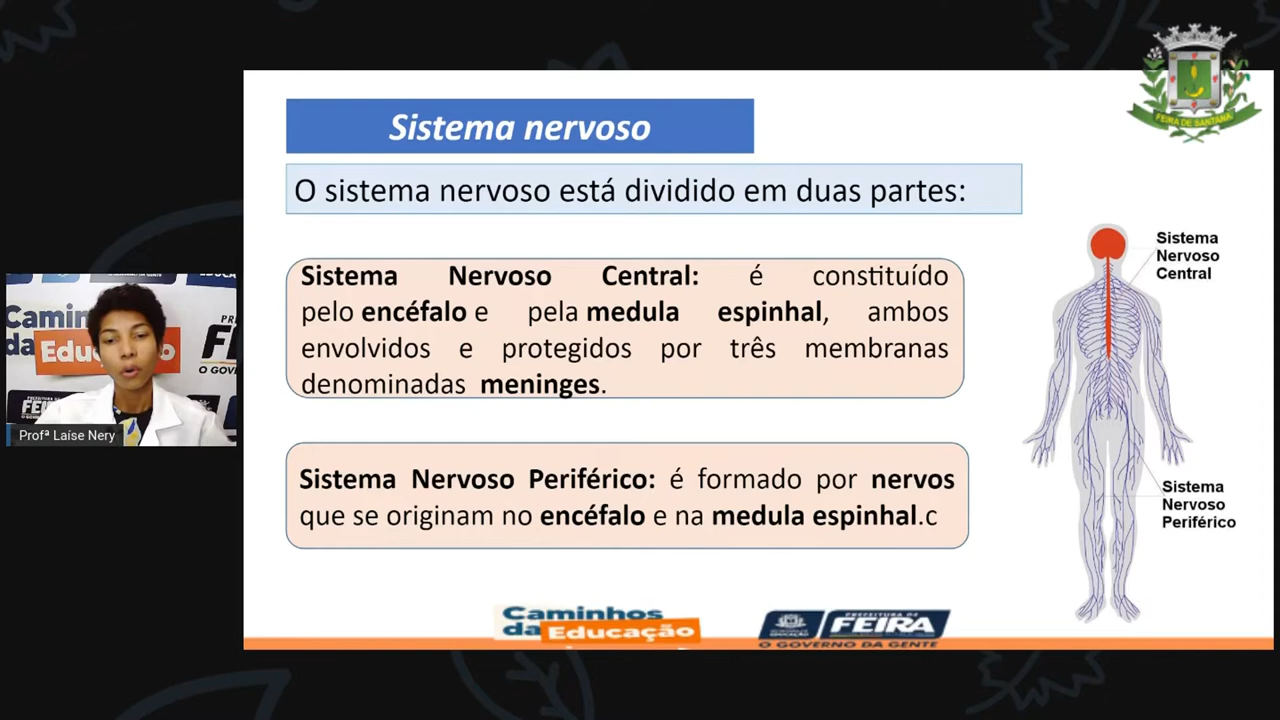 FEIRA DE SANTANA
Sistema nervoso
O sistema nervoso está dividido em duas partes:
Sistema Nervoso Central: é constituído
pelo encéfalo e pela medula espinhal, ambos
envolvidos e protegidos por três membranas
denominadas meninges.
Sistema Nervoso Periférico: é formado por nervos
que se originam no encéfalo e na medula espinhal.c
Sistema
Nervoso
Central
Sistema
Nervoso
Periférico
Profª Laíse Nery
Caminhos
da Educação
PREFEITURA DE
FEIRA
O GOVERNO DA GENTE